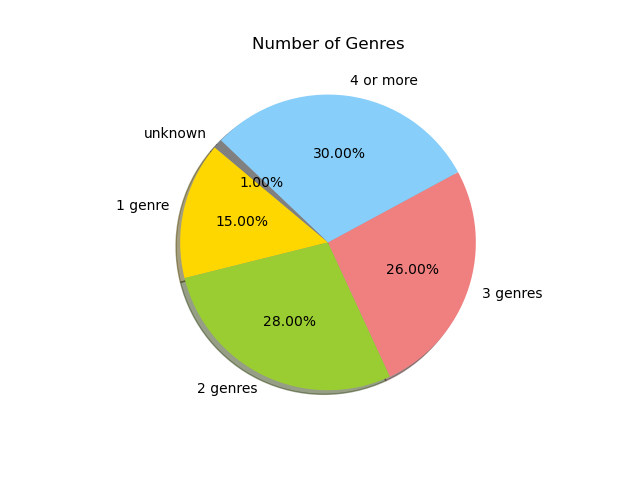 Number of Genres
4 or more
unknown
30.00%
1.00%
1 genre
15.00%
26.00%
3 genres
28.00%
2 genres